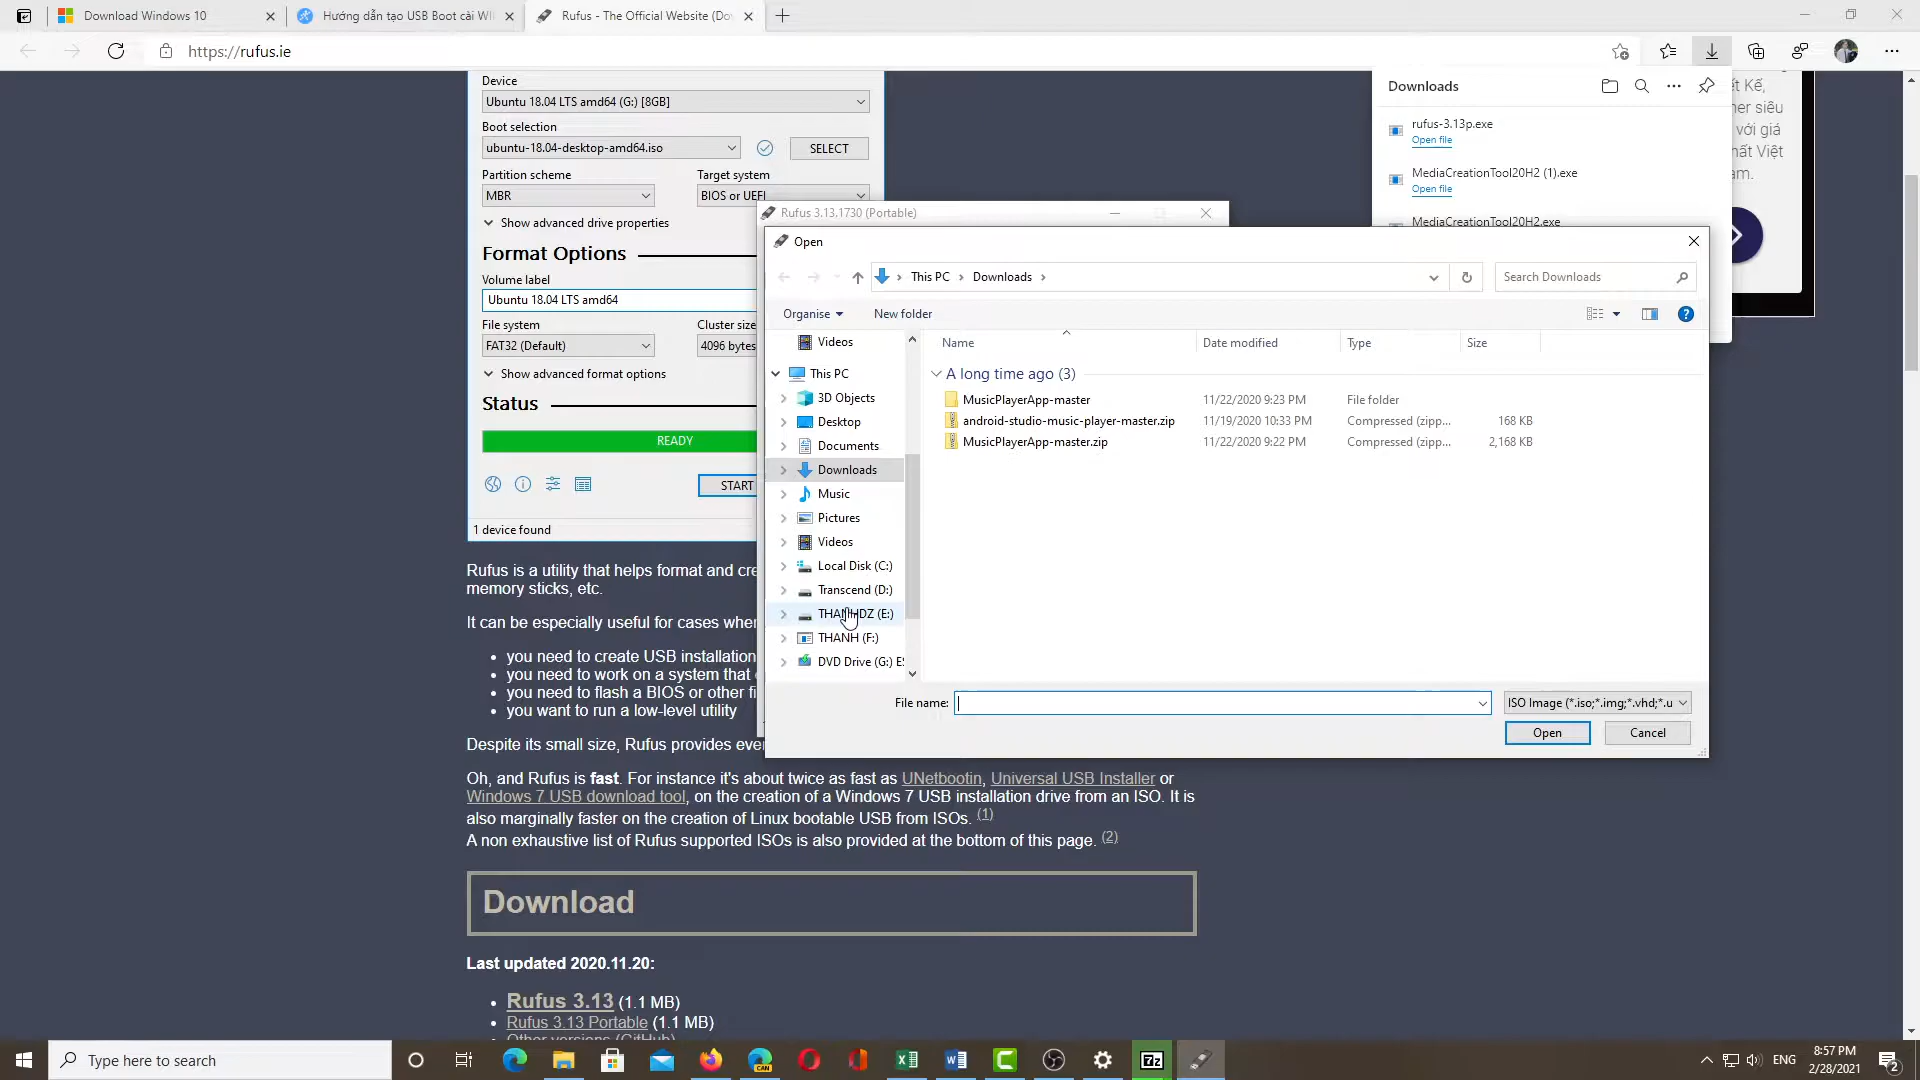 Download Windows 10
Hướng dẫn tạo USB Boot cài Wi
Rufus - The Official Website (Do
https://rufus.ie
Device
Ubuntu 18.04 LTS amd64 (G:) [8GB]
Boot selection
ubuntu-18.04-desktop-amd64.iso
SELECT
Partition scheme
Target system
MBR
BIOS or UEFI
Show advanced drive properties
Format Options
Volume label
Ubuntu 18.04 LTS amd64
File system
Cluster size
FAT32 (Default)
4096 bytes
Show advanced format options
Status
READY
START
1 device found
Downloads
rufus-3.13p.exe
Open file
MediaCreationTool20H2 (1).exe
Open file
MediaCreationTool20H2.exe
ết Kế,
her siêu
với giá
hất Việt
am.
Rufus 3.13.1730 (Portable)
Open
This PC
Downloads
Search Downloads
Organise
New folder
Videos
This PC
3D Objects
Desktop
Documents
Downloads
Music
Pictures
Videos
Local Disk (C:)
Transcend (D:)
THANHDZ (E:)
THANH (F:)
DVD Drive (G:) ES
Name
Date modified
Type
Size
A long time ago (3)
MusicPlayerApp-master 11/22/2020 9:23 PM File folder
android-studio-music-player-master.zip 11/19/2020 10:33 PM Compressed (zipp... 168 KB
MusicPlayerApp-master.zip 11/22/2020 9:22 PM Compressed (zipp... 2,168 KB
File name:
ISO Image (*.iso;*.img;*.vhd;*.u
Open
Cancel
Rufus is a utility that helps format and cre
memory sticks, etc.
It can be especially useful for cases wher
you need to create USB installation
you need to work on a system that
you need to flash a BIOS or other fi
you want to run a low-level utility
Despite its small size, Rufus provides eve
Oh, and Rufus is fast. For instance it's about twice as fast as UNetbootin, Universal USB Installer or
Windows 7 USB download tool, on the creation of a Windows 7 USB installation drive from an ISO. It is
also marginally faster on the creation of Linux bootable USB from ISOs. (1)
A non exhaustive list of Rufus supported ISOs is also provided at the bottom of this page. (2)
Download
Last updated 2020.11.20:
Rufus 3.13 (1.1 MB)
Rufus 3.13 Portable (1.1 MB)
Other versions (GitHub)
Type here to search
CAN
7z
ENG
8:57 PM
2/28/2021
2